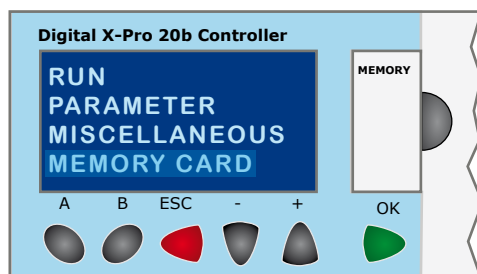 Digital X-Pro 20b Controller
RUN
PARAMETER
MISCELLANEOUS
MEMORY CARD
MEMORY
A B ESC - + OK